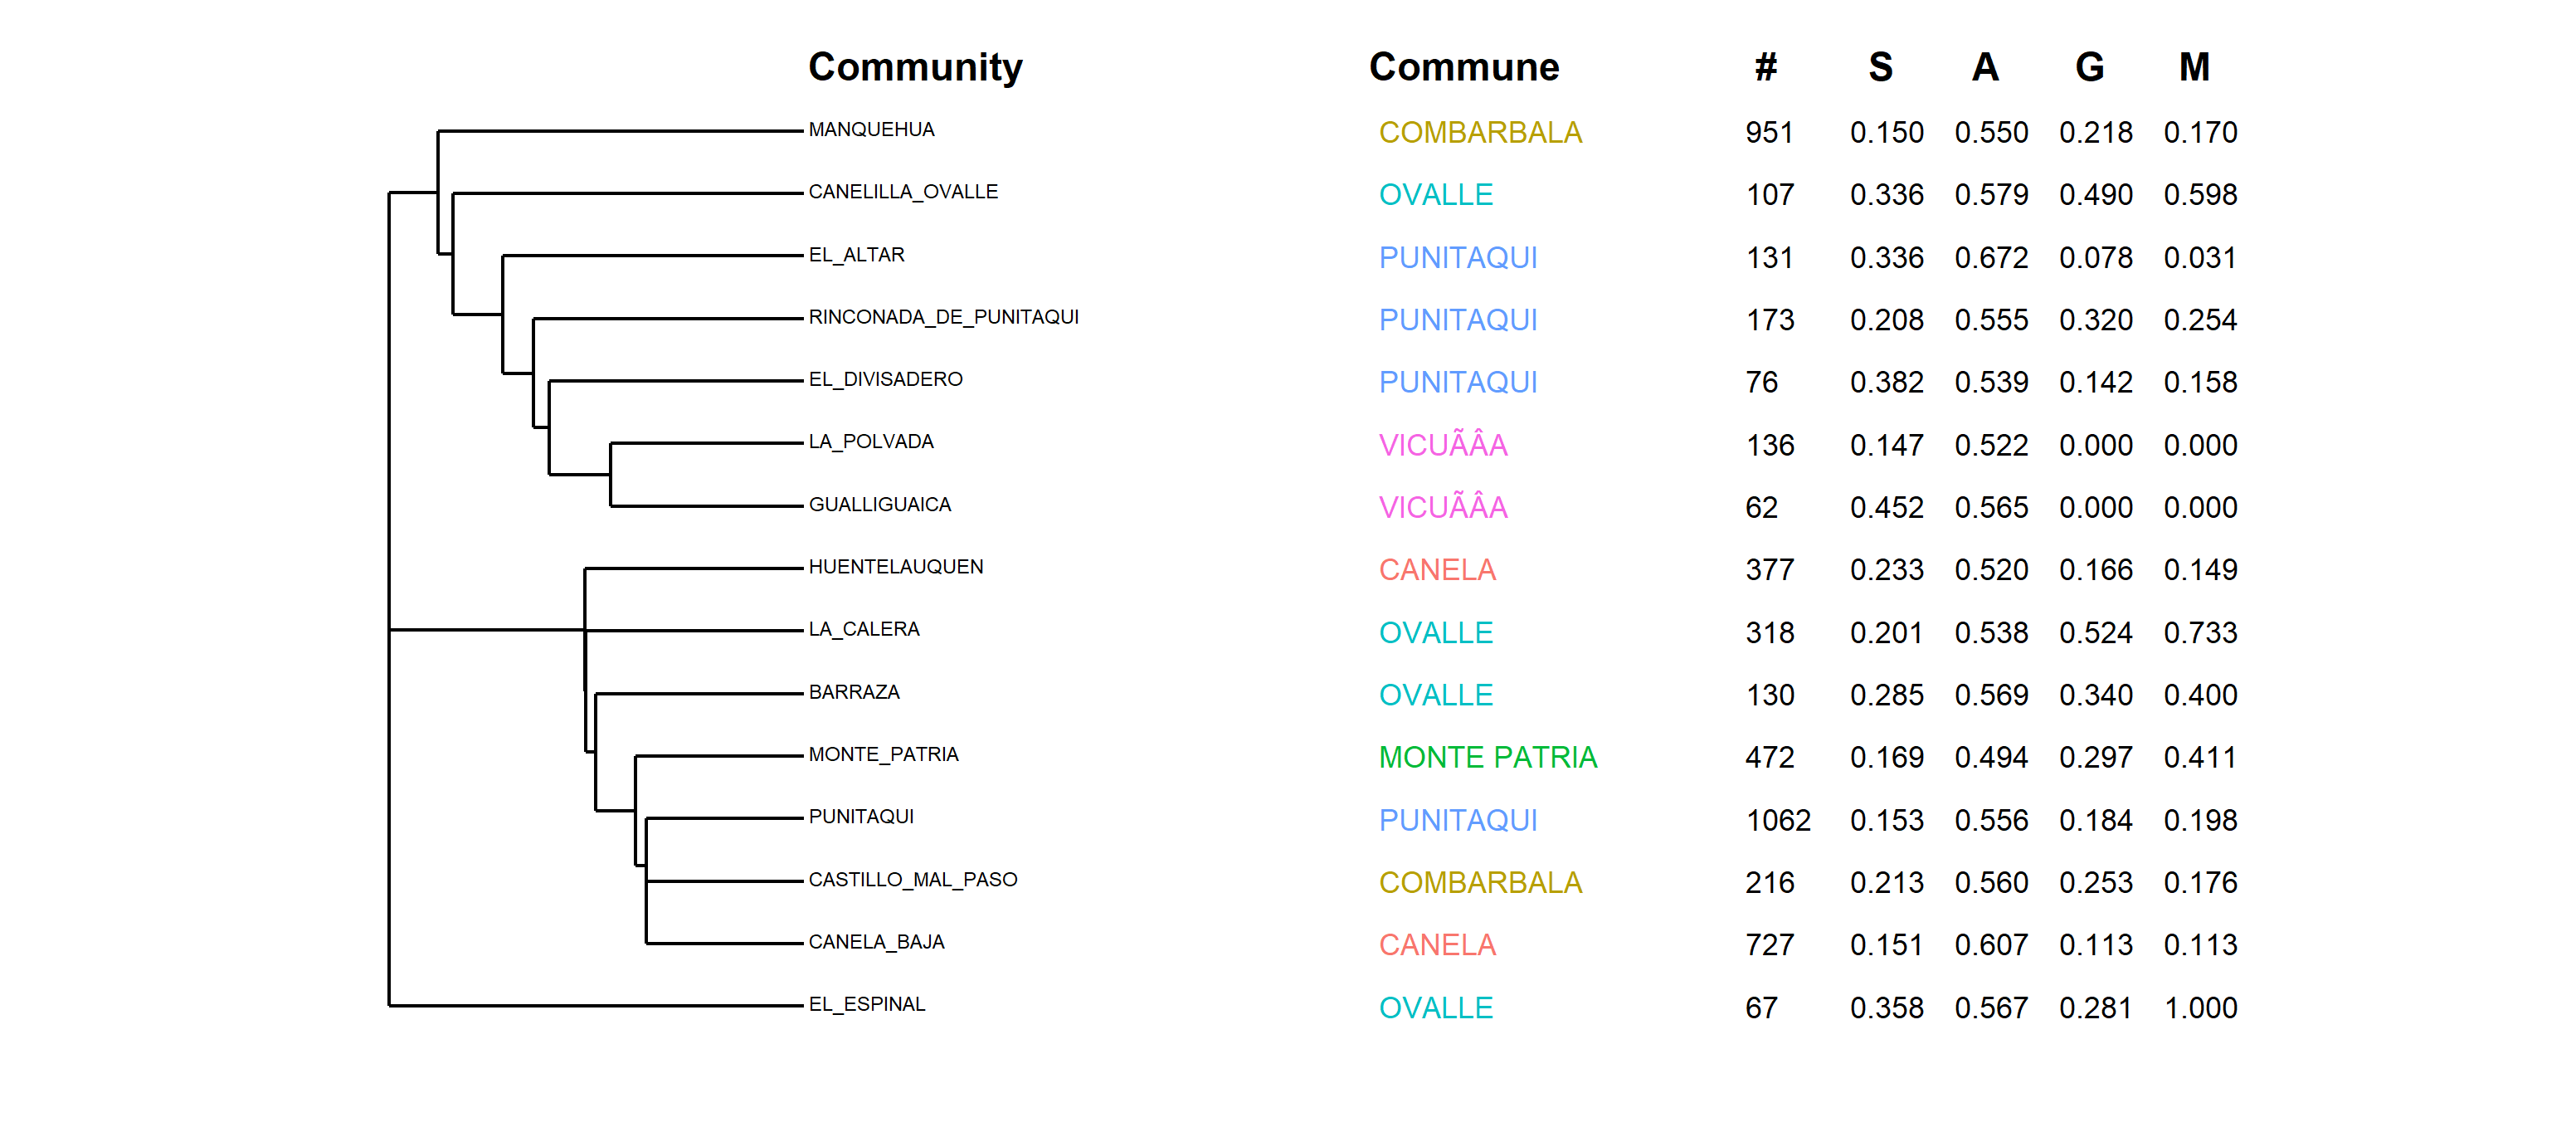 Community Commune # S A G M
MANQUEHUA COMBARBALA 951 0.150 0.550 0.218 0.170
CANELILLA_OVALLE OVALLE 107 0.336 0.579 0.490 0.598
EL_ALTAR PUNITAQUI 131 0.336 0.672 0.078 0.031
RINCONADA_DE_PUNITAQUI PUNITAQUI 173 0.208 0.555 0.320 0.254
EL_DIVISADERO PUNITAQUI 76 0.382 0.539 0.142 0.158
LA_POLVADA VICUÃÂA 136 0.147 0.522 0.000 0.000
GUALLIGUAICA VICUÃÂA 62 0.452 0.565 0.000 0.000
HUENTELAUQUEN CANELA 377 0.233 0.520 0.166 0.149
LA_CALERA OVALLE 318 0.201 0.538 0.524 0.733
BARRAZA OVALLE 130 0.285 0.569 0.340 0.400
MONTE_PATRIA MONTE PATRIA 472 0.169 0.494 0.297 0.411
PUNITAQUI PUNITAQUI 1062 0.153 0.556 0.184 0.198
CASTILLO_MAL_PASO COMBARBALA 216 0.213 0.560 0.253 0.176
CANELA_BAJA CANELA 727 0.151 0.607 0.113 0.113
EL_ESPINAL OVALLE 67 0.358 0.567 0.281 1.000